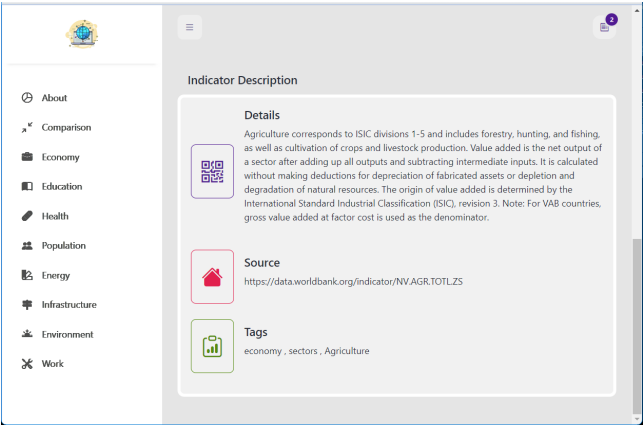 2
Indicator Description
About
Comparison
Economy
Education
Health
Population
Energy
Infrastructure
Environment
Work
Details
Agriculture corresponds to ISIC divisions 1-5 and includes forestry, hunting, and fishing,
as well as cultivation of crops and livestock production. Value added is the net output of
a sector after adding up all outputs and subtracting intermediate inputs. It is calculated
without making deductions for depreciation of fabricated assets or depletion and
degradation of natural resources. The origin of value added is determined by the
International Standard Industrial Classification (ISIC), revision 3. Note: For VAB countries,
gross value added at factor cost is used as the denominator.
Source
https://data.worldbank.org/indicator/NV.AGR.TOTL.ZS
Tags
economy , sectors , Agriculture